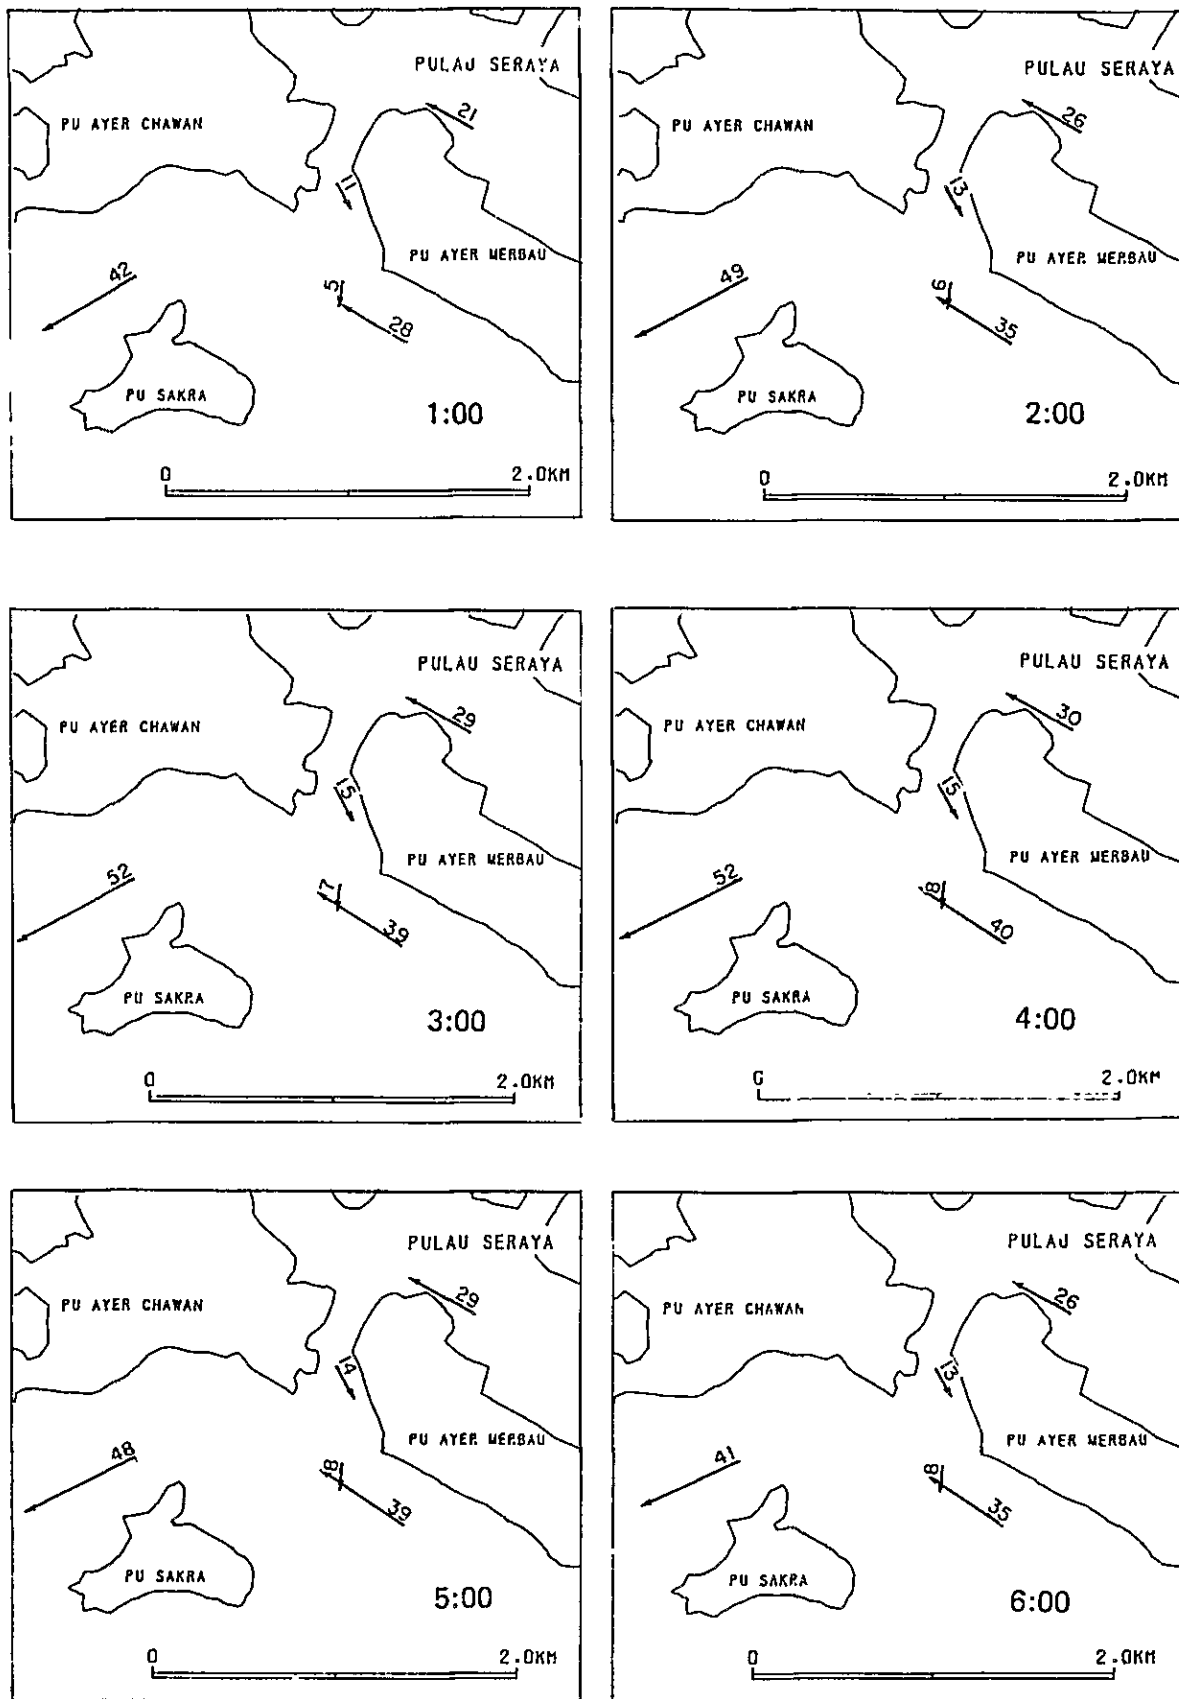 PULAJ SERAYA
21
PU AYER CHAWAN
11
PU AYER MERBAU
42
5
28
PU SAKRA
1:00
0 2.0KM
PULAU SERAYA
26
PU AYER CHAWAN
13
PU AYER MERBAU
49
6
35
PU SAKRA
2:00
0 2.0KM
PULAU SERAYA
29
PU AYER CHAWAN
15
PU AYER MERBAU
52
7
39
PU SAKRA
3:00
0 2.0KM
PULAU SERAYA
30
PU AYER CHAWAN
15
PU AYER MERBAU
52
8
40
PU SAKRA
4:00
0 2.0KM
PULAU SERAYA
29
PU AYER CHAWAN
14
PU AYER MERBAU
48
8
39
PU SAKRA
5:00
0 2.0KM
PULAJ SERAYA
26
PU AYER CHAWAN
13
PU AYER MERBAU
41
8
35
PU SAKRA
6:00
0 2.0KM